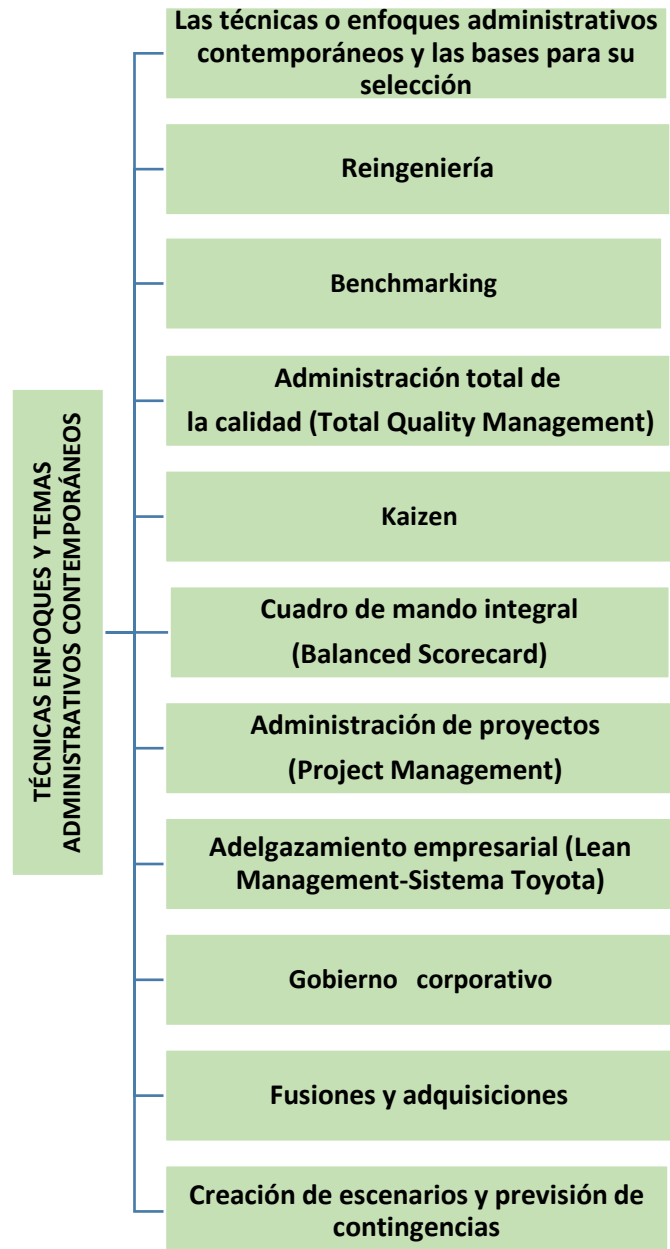 Las técnicas o enfoques administrativos
contemporáneos y las bases para su
selección
Reingeniería
Benchmarking
Administración total de
la calidad (Total Quality Management)
Kaizen
TÉCNICAS ENFOQUES Y TEMAS
ADMINISTRATIVOS CONTEMPORÁNEOS
Cuadro de mando integral
(Balanced Scorecard)
Administración de proyectos
(Project Management)
Adelgazamiento empresarial (Lean
Management-Sistema Toyota)
Gobierno corporativo
Fusiones y adquisiciones
Creación de escenarios y previsión de
contingencias